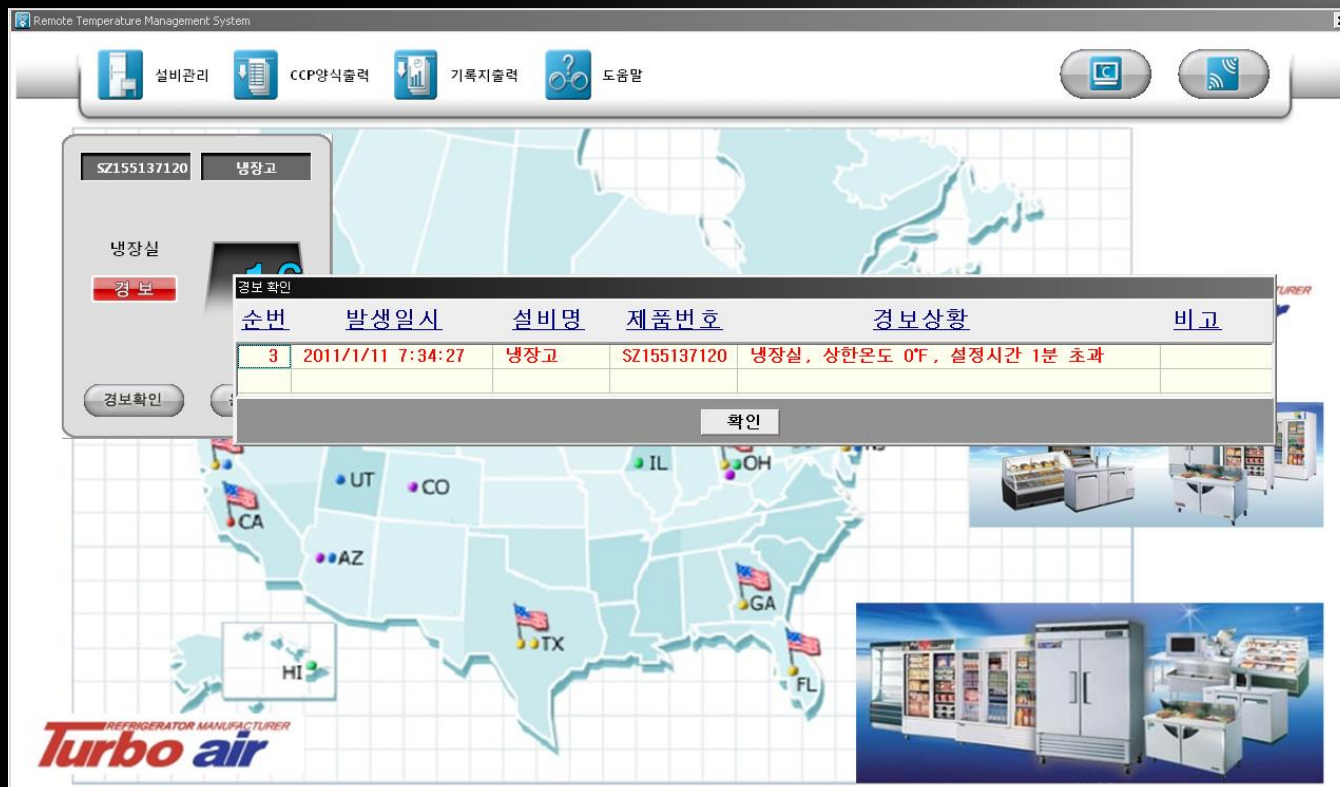 Remote Temperature Management System
설비관리 CCP양식출력 기록지출력 도움말
C
SZ155137120 냉장고
냉장실
경 보
경보확인
경보 확인
순번 발생일시 설비명 제품번호 경보상황 비고
3 2011/1/11 7:34:27 냉장고 SZ155137120 냉장실, 상한온도 0℉, 설정시간 1분 초과
확인
UT
CO
IL
OH
CA
AZ
GA
TX
FL
HI
REFRIGERATOR MANUFACTURER
Turbo air